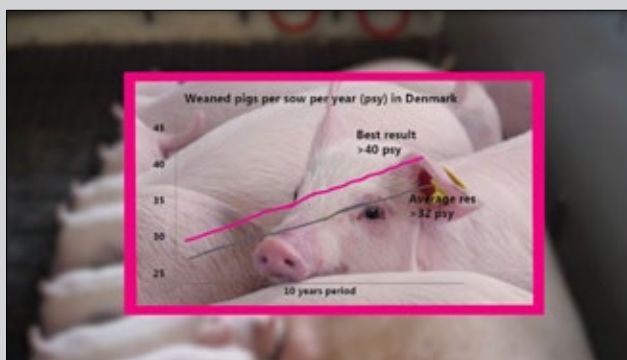 Weaned pigs per sow per year (psy) in Denmark
45
Best result
>40 psy
40
35
Average res
>32 psy
30
25
10 years period